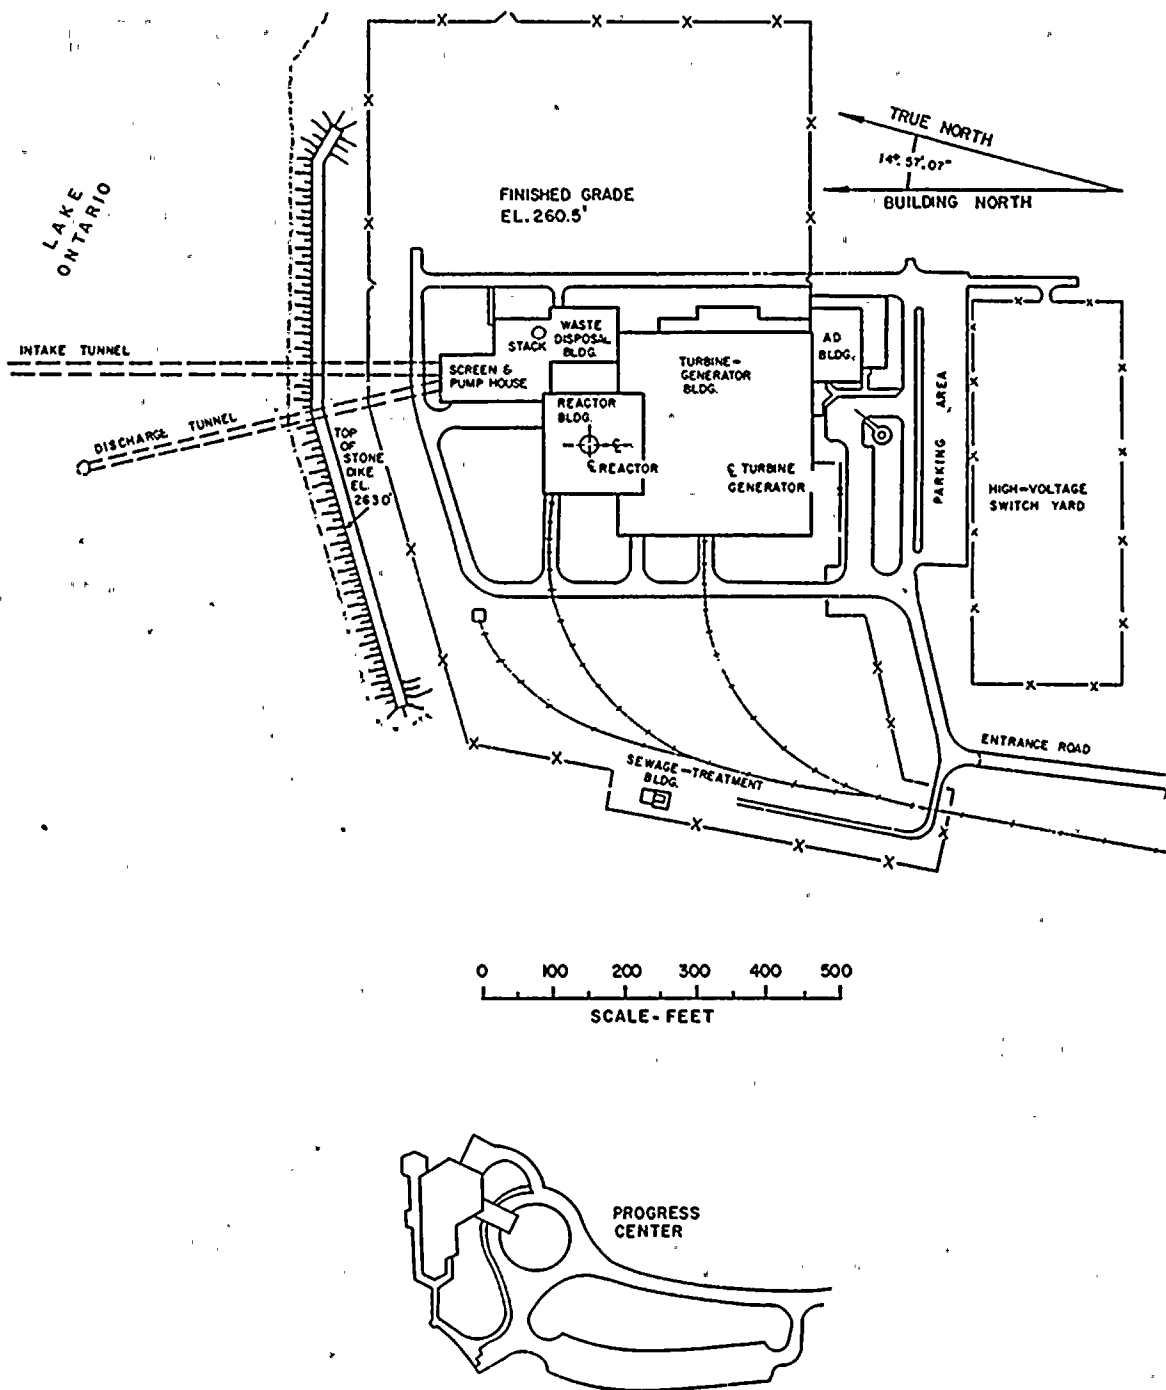 TRUE NORTH
14°.57'.07"
BUILDING NORTH
LAKE
ONTARIO
FINISHED GRADE
EL. 260.5'
INTAKE TUNNEL
DISCHARGE TUNNEL
STACK
WASTE
DISPOSAL
BLDG.
SCREEN &
PUMP HOUSE
TURBINE-
GENERATOR
BLDG.
AD
BLDG.
REACTOR
BLDG.
℄
℄ REACTOR
℄ TURBINE
GENERATOR
PARKING AREA
HIGH-VOLTAGE
SWITCH YARD
TOP
OF
STONE
DIKE
EL.
263.0'
ENTRANCE ROAD
SEWAGE-TREATMENT
BLDG.
0 100 200 300 400 500
SCALE-FEET
PROGRESS
CENTER